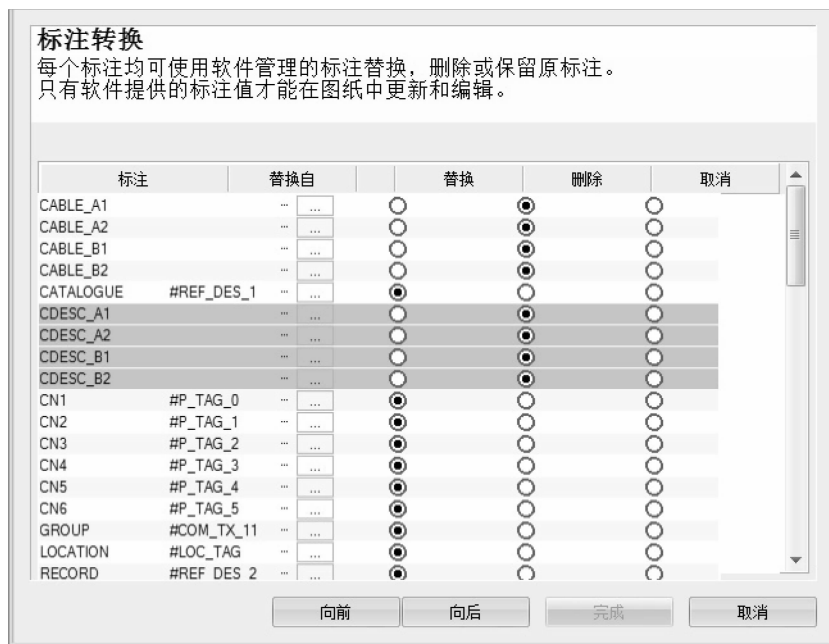 标注转换
每个标注均可使用软件管理的标注替换，删除或保留原标注。
只有软件提供的标注值才能在图纸中更新和编辑。
标注 替换自 替换 删除 取消
CABLE_A1 ... ...
CABLE_A2 ... ...
CABLE_B1 ... ...
CABLE_B2 ... ...
CATALOGUE #REF_DES_1 ... ...
CDESC_A1 ... ...
CDESC_A2 ... ...
CDESC_B1 ... ...
CDESC_B2 ... ...
CN1 #P_TAG_0 ... ...
CN2 #P_TAG_1 ... ...
CN3 #P_TAG_2 ... ...
CN4 #P_TAG_3 ... ...
CN5 #P_TAG_4 ... ...
CN6 #P_TAG_5 ... ...
GROUP #COM_TX_11 ... ...
LOCATION #LOC_TAG ... ...
RECORD #REF_DES_2 ... ...
向前 向后 完成 取消